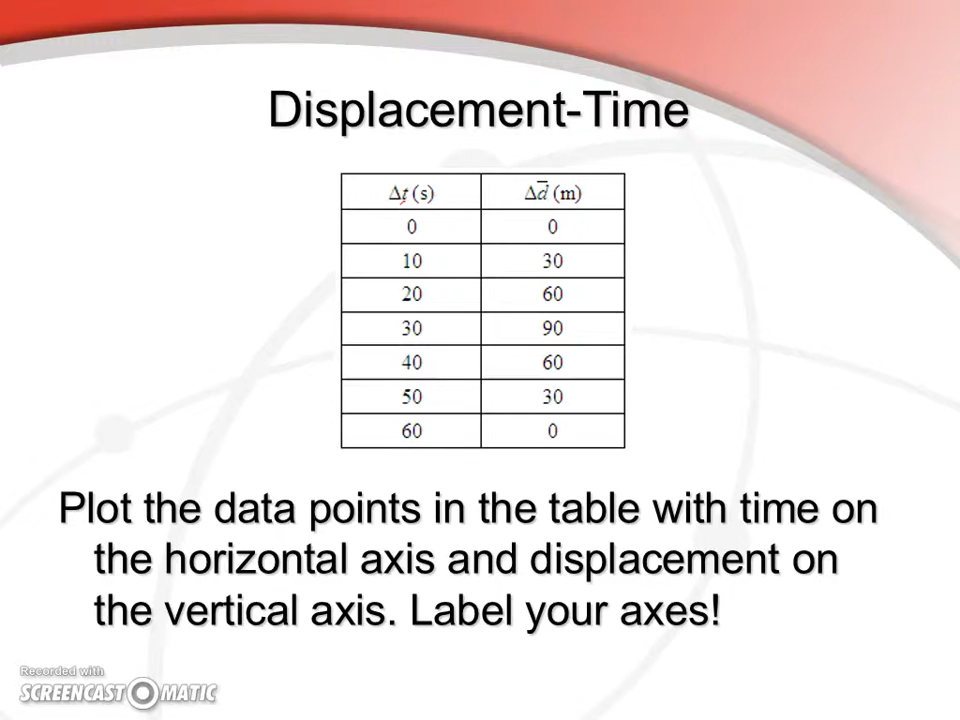 Displacement-Time
Δt (s) Δd̅ (m)
0 0
10 30
20 60
30 90
40 60
50 30
60 0
Plot the data points in the table with time on
the horizontal axis and displacement on
the vertical axis. Label your axes!
Recorded with
SCREENCAST MATIC